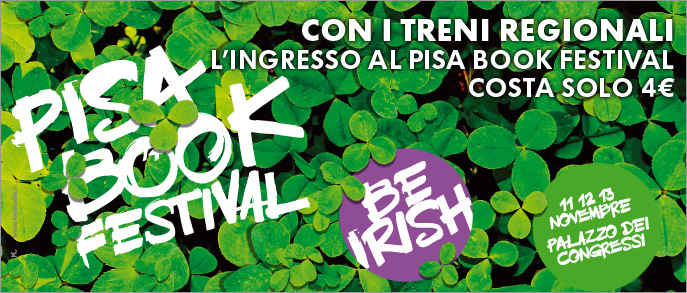 CON I TRENI REGIONALI
L'INGRESSO AL PISA BOOK FESTIVAL
COSTA SOLO 4€
PISA
BOOK
FESTIVAL
BE
IRISH
11 12 13
NOVEMBRE
PALAZZO DEI
CONGRESSI